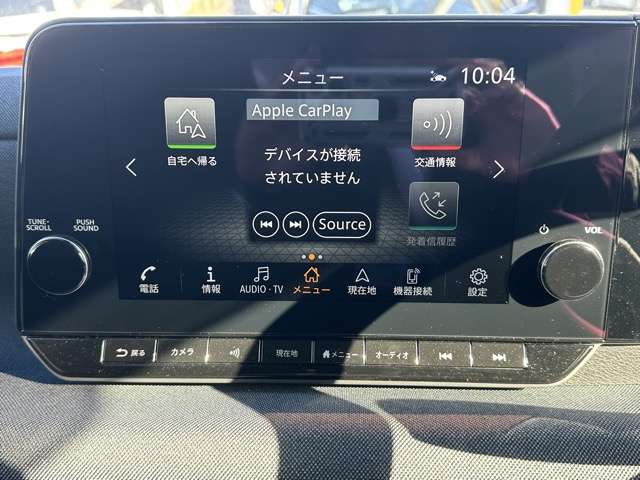 メニュー
10:04
Apple CarPlay
自宅へ帰る
デバイスが接続
されていません
交通情報
Source
発着信履歴
TUNE·
SCROLL
PUSH
SOUND
VOL
電話
情報
AUDIO·TV
メニュー
現在地
機器接続
設定
戻る
カメラ
現在地
メニュー
オーディオ